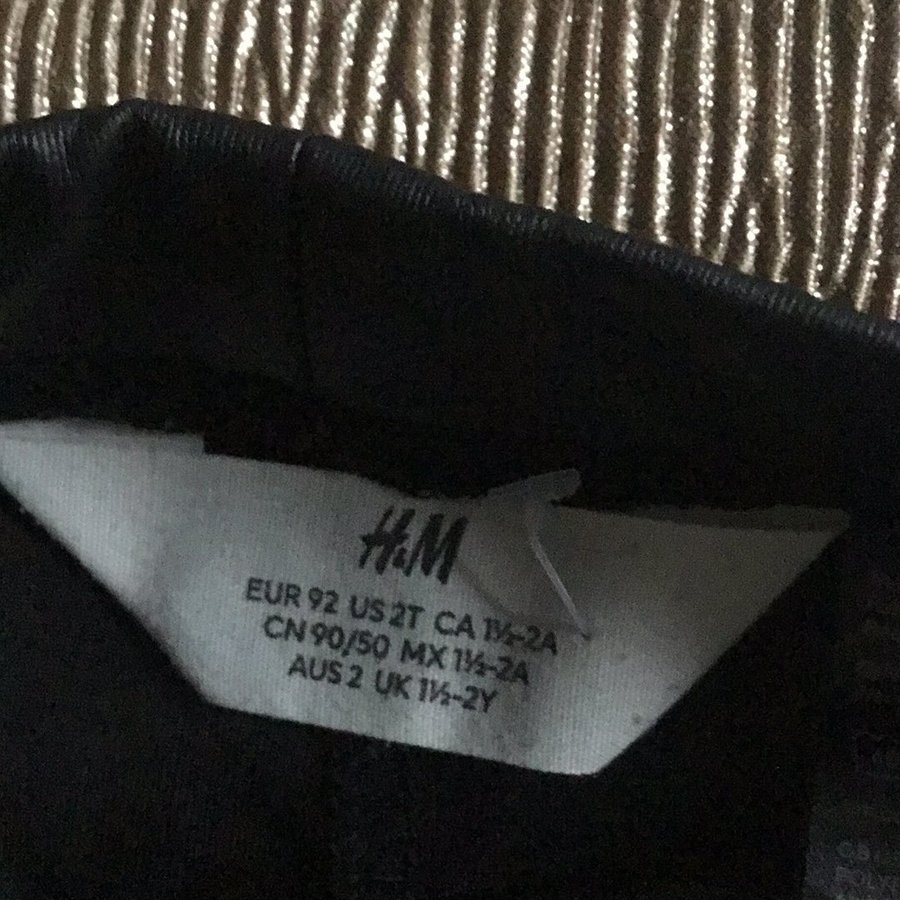 H&M
EUR 92 US 2T CA 1½-2A
CN 90/50 MX 1½-2A
AUS 2 UK 1½-2Y